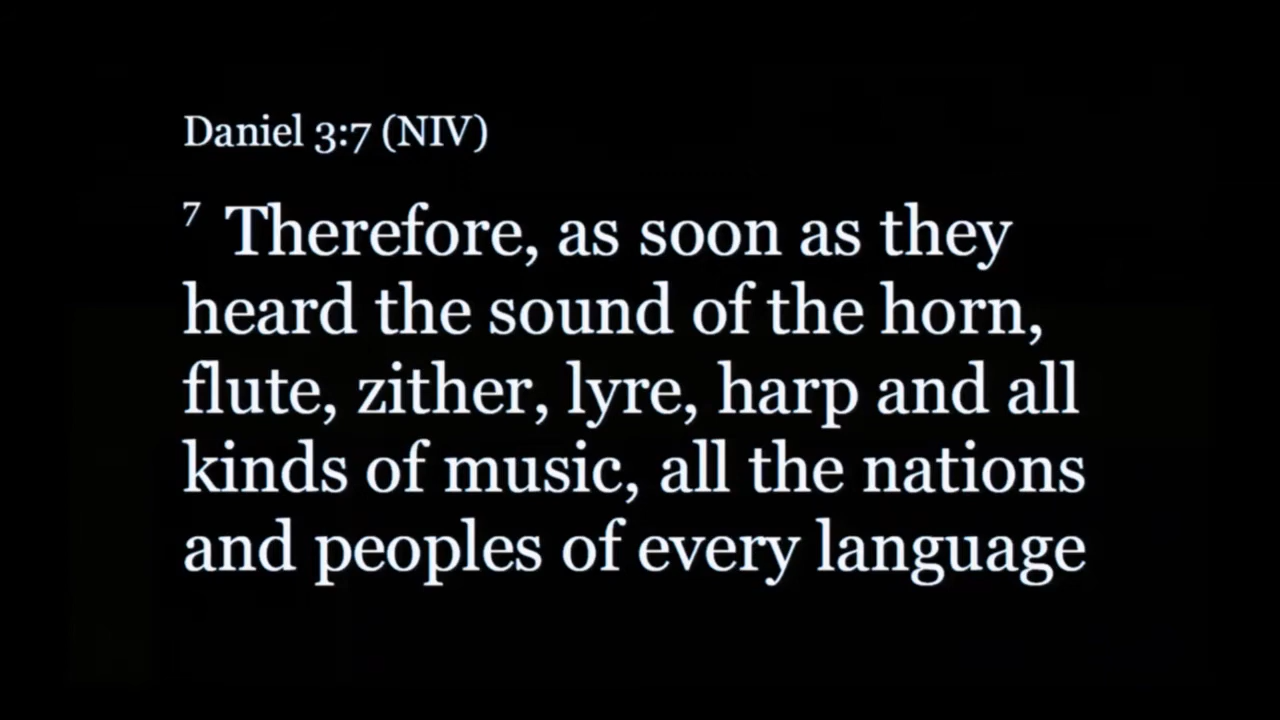 Daniel 3:7 (NIV)
7 Therefore, as soon as they
heard the sound of the horn,
flute, zither, lyre, harp and all
kinds of music, all the nations
and peoples of every language